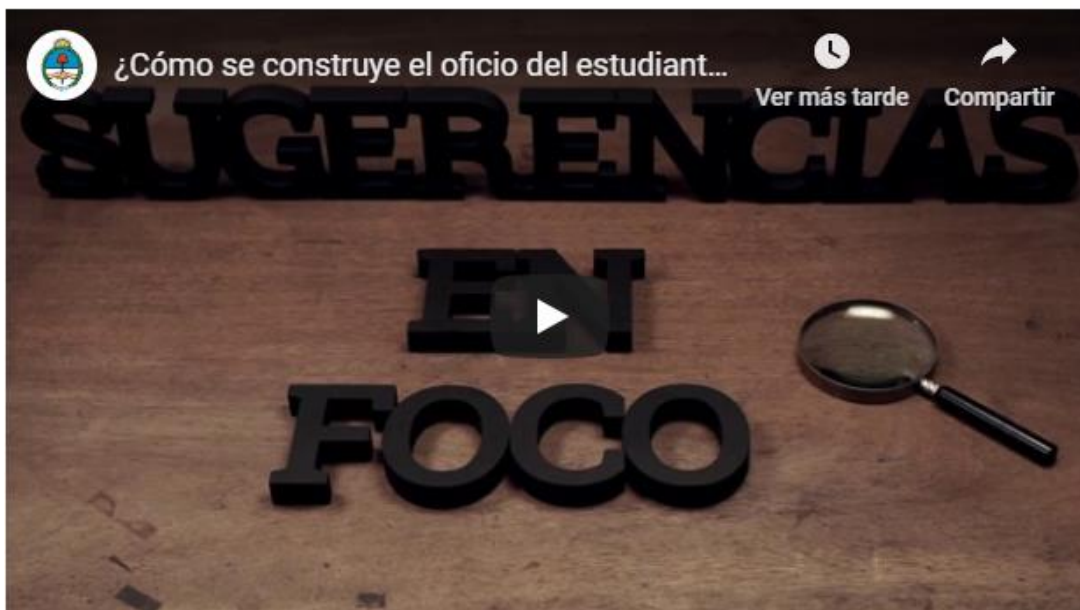 ¿Cómo se construye el oficio del estudiant...
Ver más tarde
Compartir
SUGERENCIAS
EN
FOCO